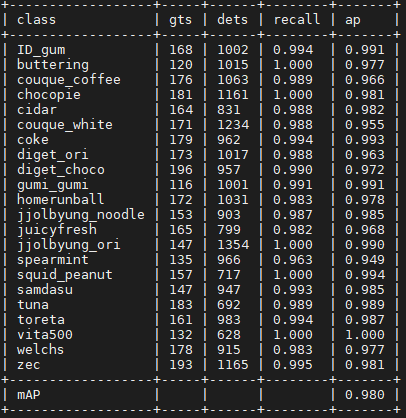 +------------------+-----+------+--------+-------+
| class            | gts | dets | recall | ap    |
+------------------+-----+------+--------+-------+
| ID_gum           | 168 | 1002 | 0.994  | 0.991 |
| buttering        | 120 | 1015 | 1.000  | 0.977 |
| couque_coffee    | 176 | 1063 | 0.989  | 0.966 |
| chocopie         | 181 | 1161 | 1.000  | 0.981 |
| cidar            | 164 | 831  | 0.988  | 0.982 |
| couque_white     | 171 | 1234 | 0.988  | 0.955 |
| coke             | 179 | 962  | 0.994  | 0.993 |
| diget_ori        | 173 | 1017 | 0.988  | 0.963 |
| diget_choco      | 196 | 957  | 0.990  | 0.972 |
| gumi_gumi        | 116 | 1001 | 0.991  | 0.991 |
| homerunball      | 172 | 1031 | 0.983  | 0.978 |
| jjolbyung_noodle | 153 | 903  | 0.987  | 0.985 |
| juicyfresh       | 165 | 799  | 0.982  | 0.968 |
| jjolbyung_ori    | 147 | 1354 | 1.000  | 0.990 |
| spearmint        | 135 | 966  | 0.963  | 0.949 |
| squid_peanut     | 157 | 717  | 1.000  | 0.994 |
| samdasu          | 147 | 947  | 0.993  | 0.985 |
| tuna             | 183 | 692  | 0.989  | 0.989 |
| toreta           | 161 | 983  | 0.994  | 0.987 |
| vita500          | 132 | 628  | 1.000  | 1.000 |
| welchs           | 178 | 915  | 0.983  | 0.977 |
| zec              | 193 | 1165 | 0.995  | 0.981 |
+------------------+-----+------+--------+-------+
| mAP              |     |      |        | 0.980 |
+------------------+-----+------+--------+-------+